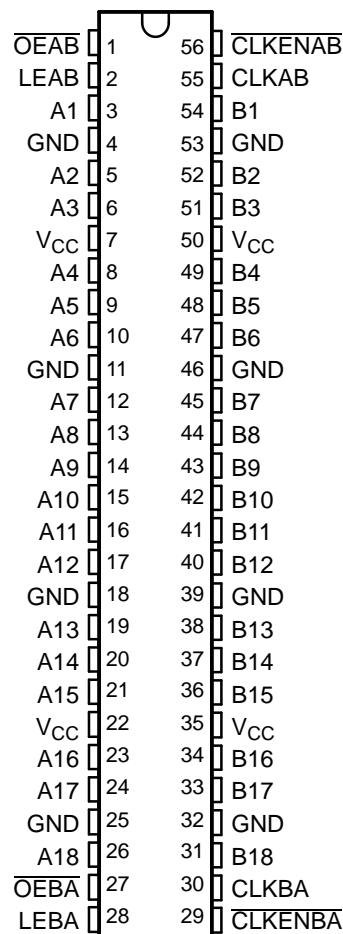 OEAB 1 56 CLKENAB
LEAB 2 55 CLKAB
A1 3 54 B1
GND 4 53 GND
A2 5 52 B2
A3 6 51 B3
VCC 7 50 VCC
A4 8 49 B4
A5 9 48 B5
A6 10 47 B6
GND 11 46 GND
A7 12 45 B7
A8 13 44 B8
A9 14 43 B9
A10 15 42 B10
A11 16 41 B11
A12 17 40 B12
GND 18 39 GND
A13 19 38 B13
A14 20 37 B14
A15 21 36 B15
VCC 22 35 VCC
A16 23 34 B16
A17 24 33 B17
GND 25 32 GND
A18 26 31 B18
OEBA 27 30 CLKBA
LEBA 28 29 CLKENBA